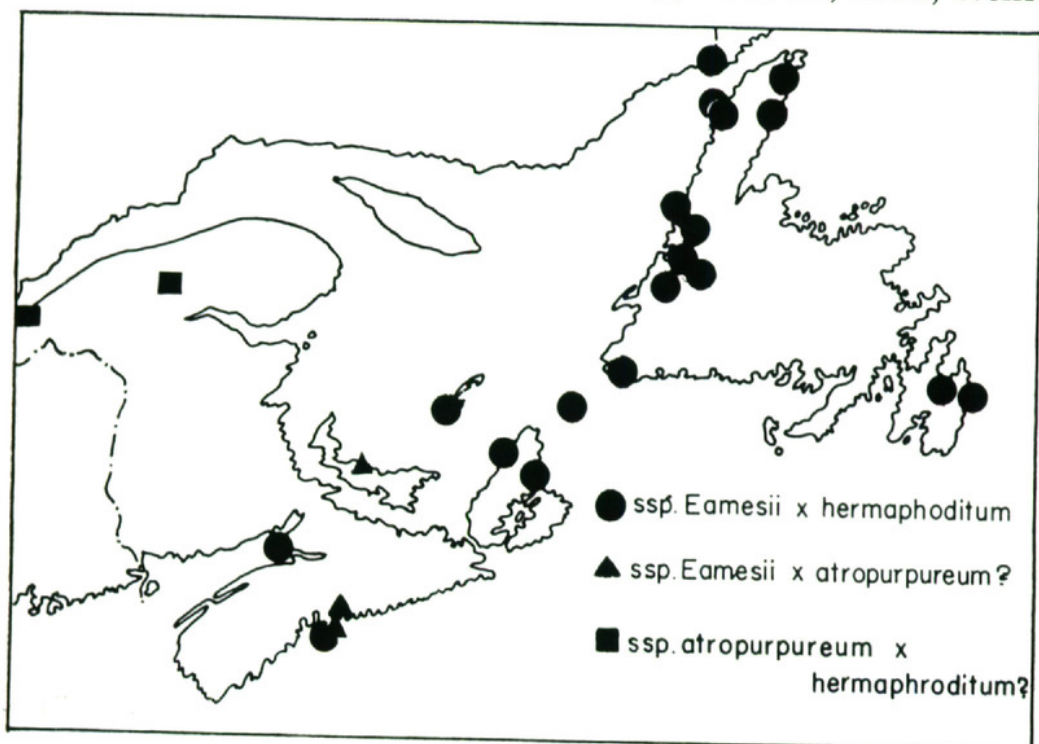 ssp. Eamesii x hermaphoditum
ssp. Eamesii x atropurpureum?
ssp. atropurpureum x
hermaphroditum?